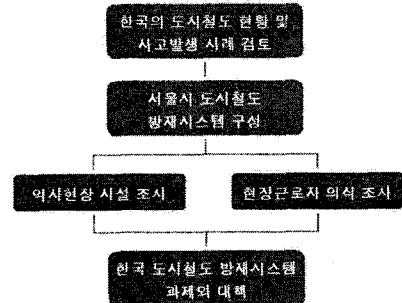 한국의 도시철도 현황 및
사고발생 사례 검토
서울시 도시철도
방재시스템 구성
역사현장 시설 조사
현장근로자 의식 조사
한국 도시철도 방재시스템
과제의 대책